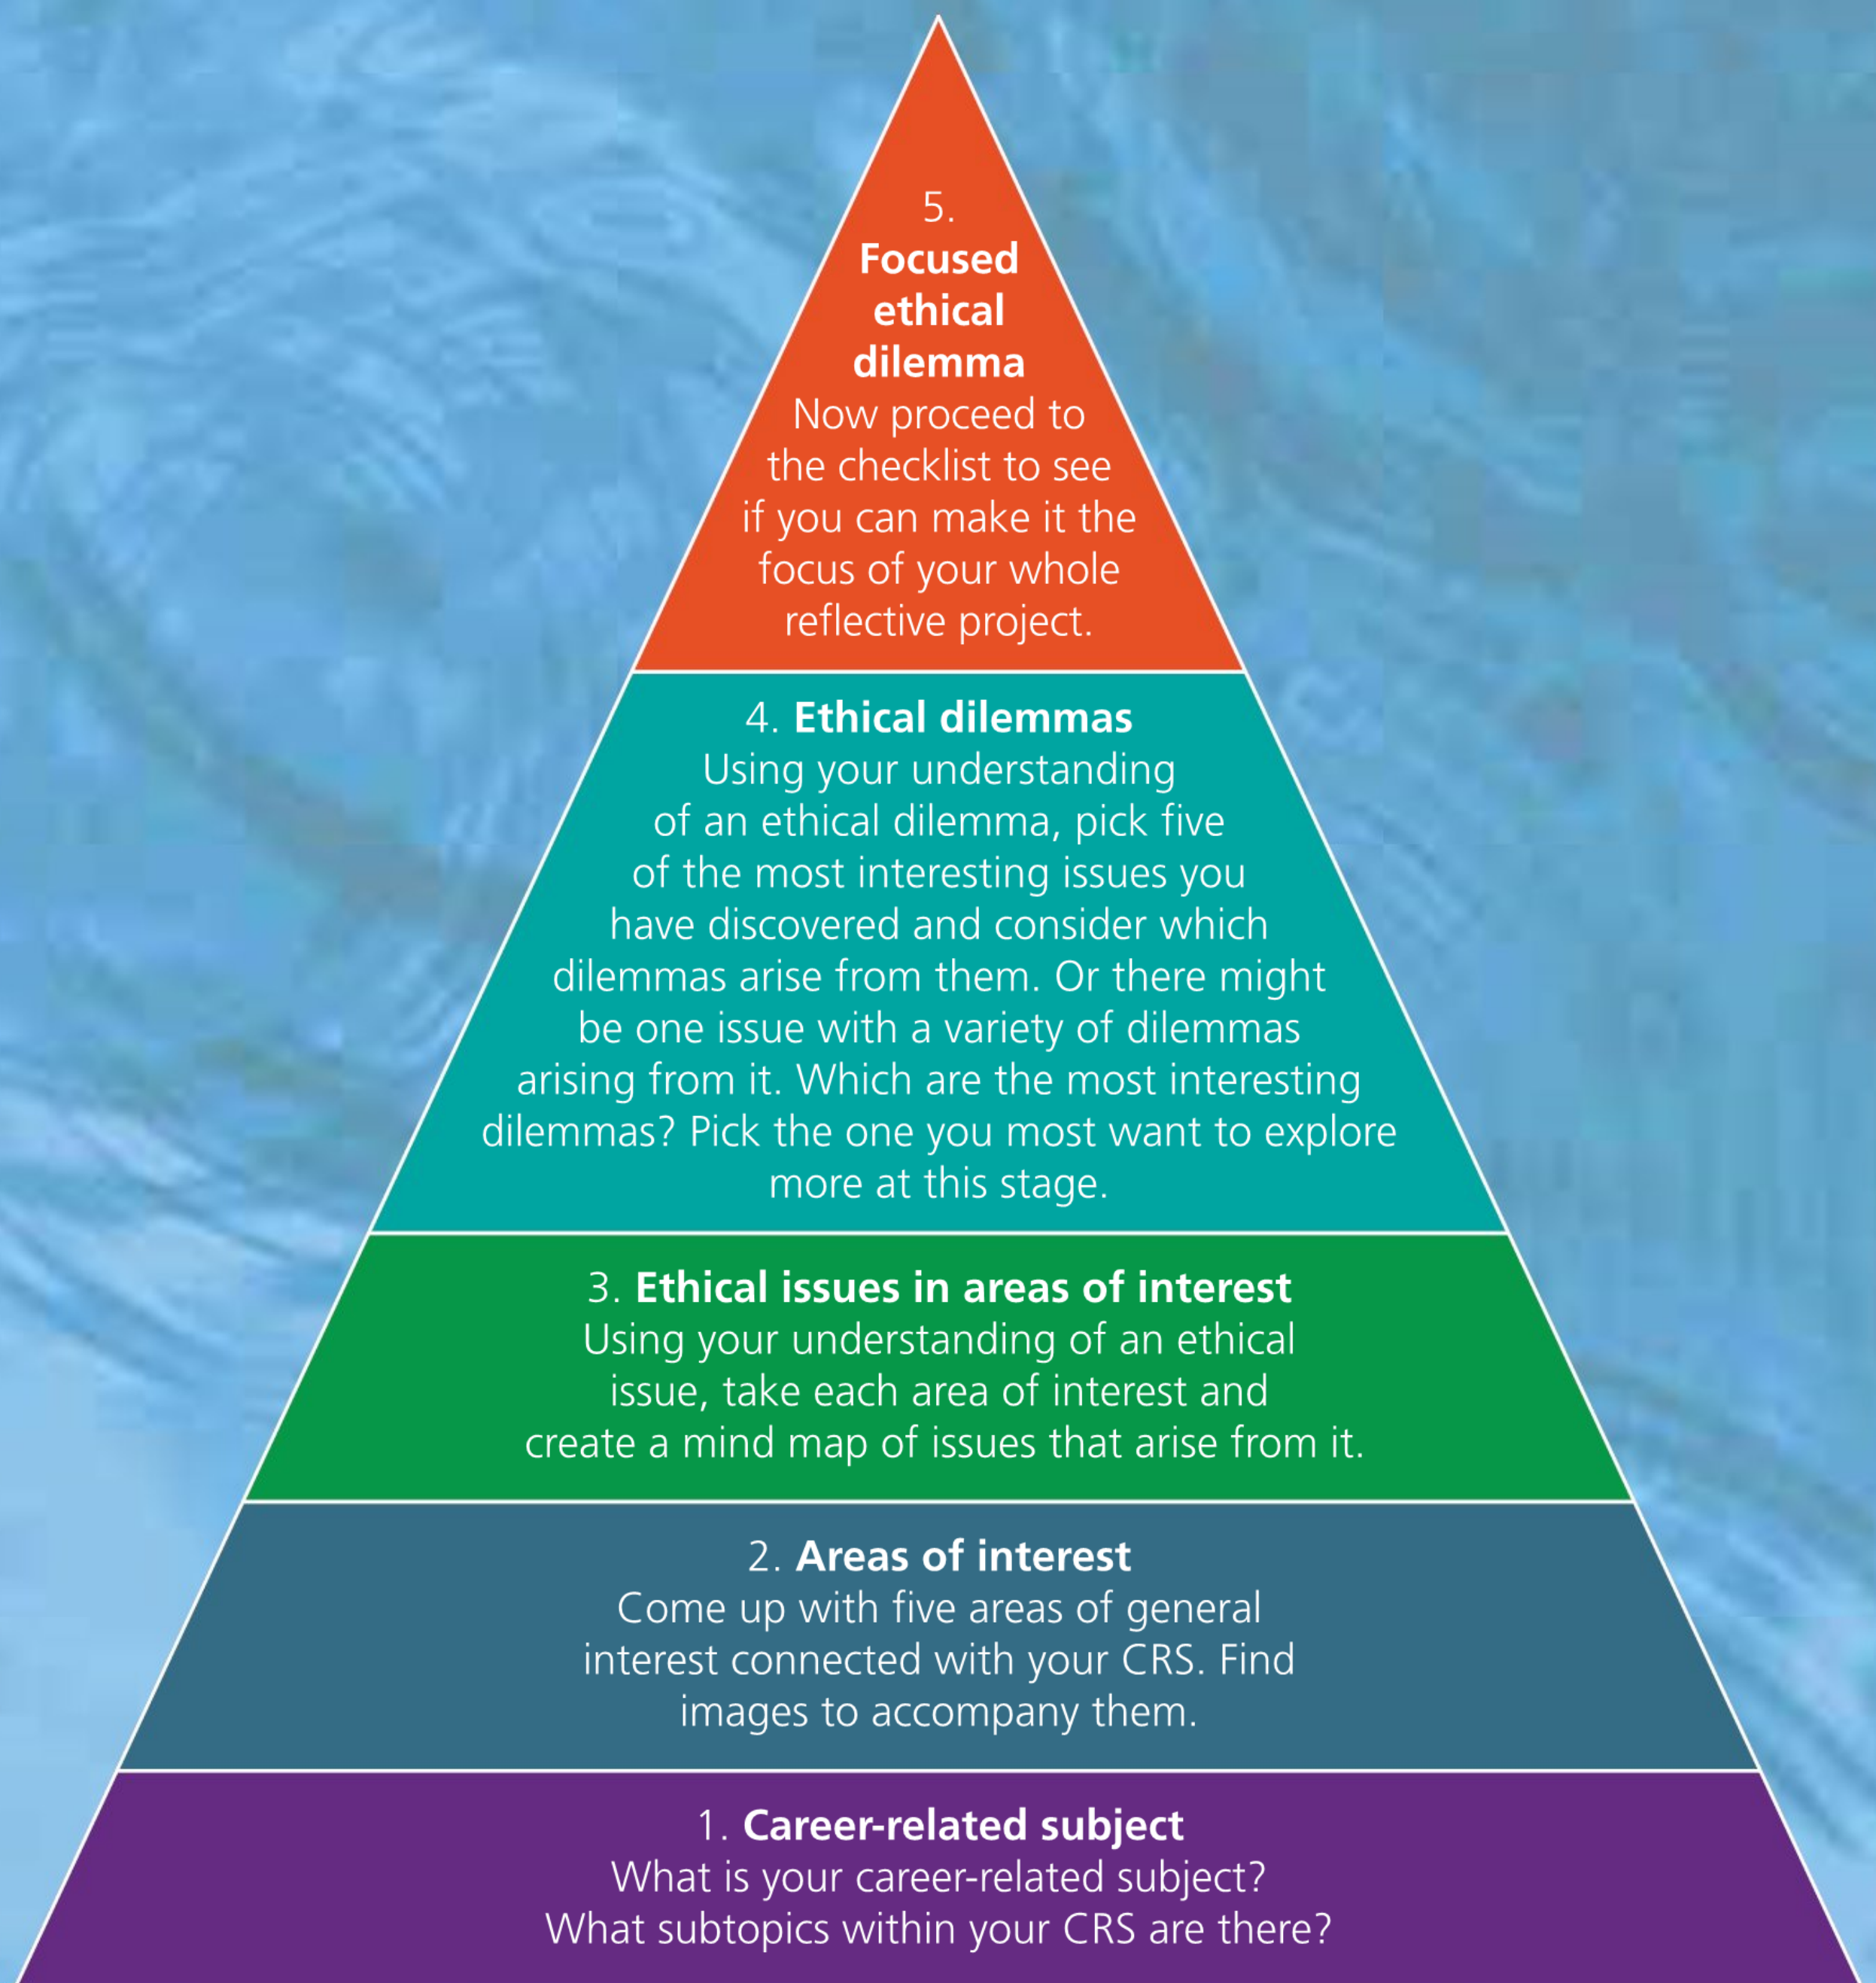 5.
Focused
ethical
dilemma
Now proceed to
the checklist to see
if you can make it the
focus of your whole
reflective project.
4. Ethical dilemmas
Using your understanding
of an ethical dilemma, pick five
of the most interesting issues you
have discovered and consider which
dilemmas arise from them. Or there might
be one issue with a variety of dilemmas
arising from it. Which are the most interesting
dilemmas? Pick the one you most want to explore
more at this stage.
3. Ethical issues in areas of interest
Using your understanding of an ethical
issue, take each area of interest and
create a mind map of issues that arise from it.
2. Areas of interest
Come up with five areas of general
interest connected with your CRS. Find
images to accompany them.
1. Career-related subject
What is your career-related subject?
What subtopics within your CRS are there?